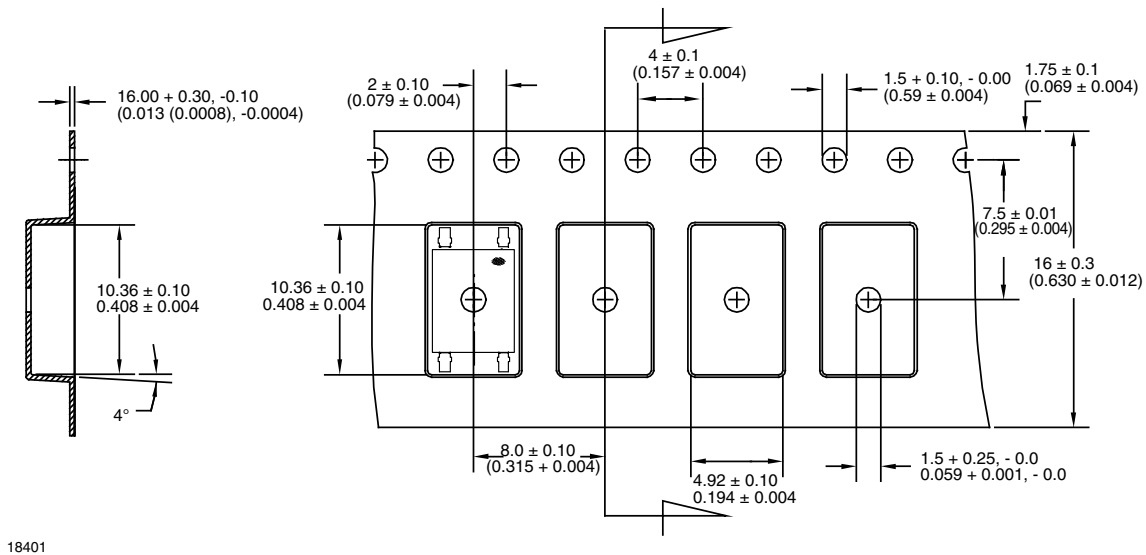 16.00 + 0.30, -0.10
(0.013 (0.0008), -0.0004)
2 ± 0.10
(0.079 ± 0.004)
4 ± 0.1
(0.157 ± 0.004)
1.5 + 0.10, - 0.00
(0.59 ± 0.004)
1.75 ± 0.1
(0.069 ± 0.004)
7.5 ± 0.01
(0.295 ± 0.004)
16 ± 0.3
(0.630 ± 0.012)
10.36 ± 0.10
0.408 ± 0.004
10.36 ± 0.10
0.408 ± 0.004
4°
8.0 ± 0.10
(0.315 + 0.004)
4.92 ± 0.10
0.194 ± 0.004
1.5 + 0.25, - 0.0
0.059 + 0.001, - 0.0
18401